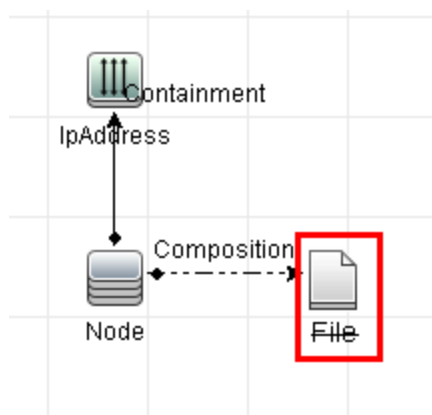 Containment
IpAddress
Composition
Node
File